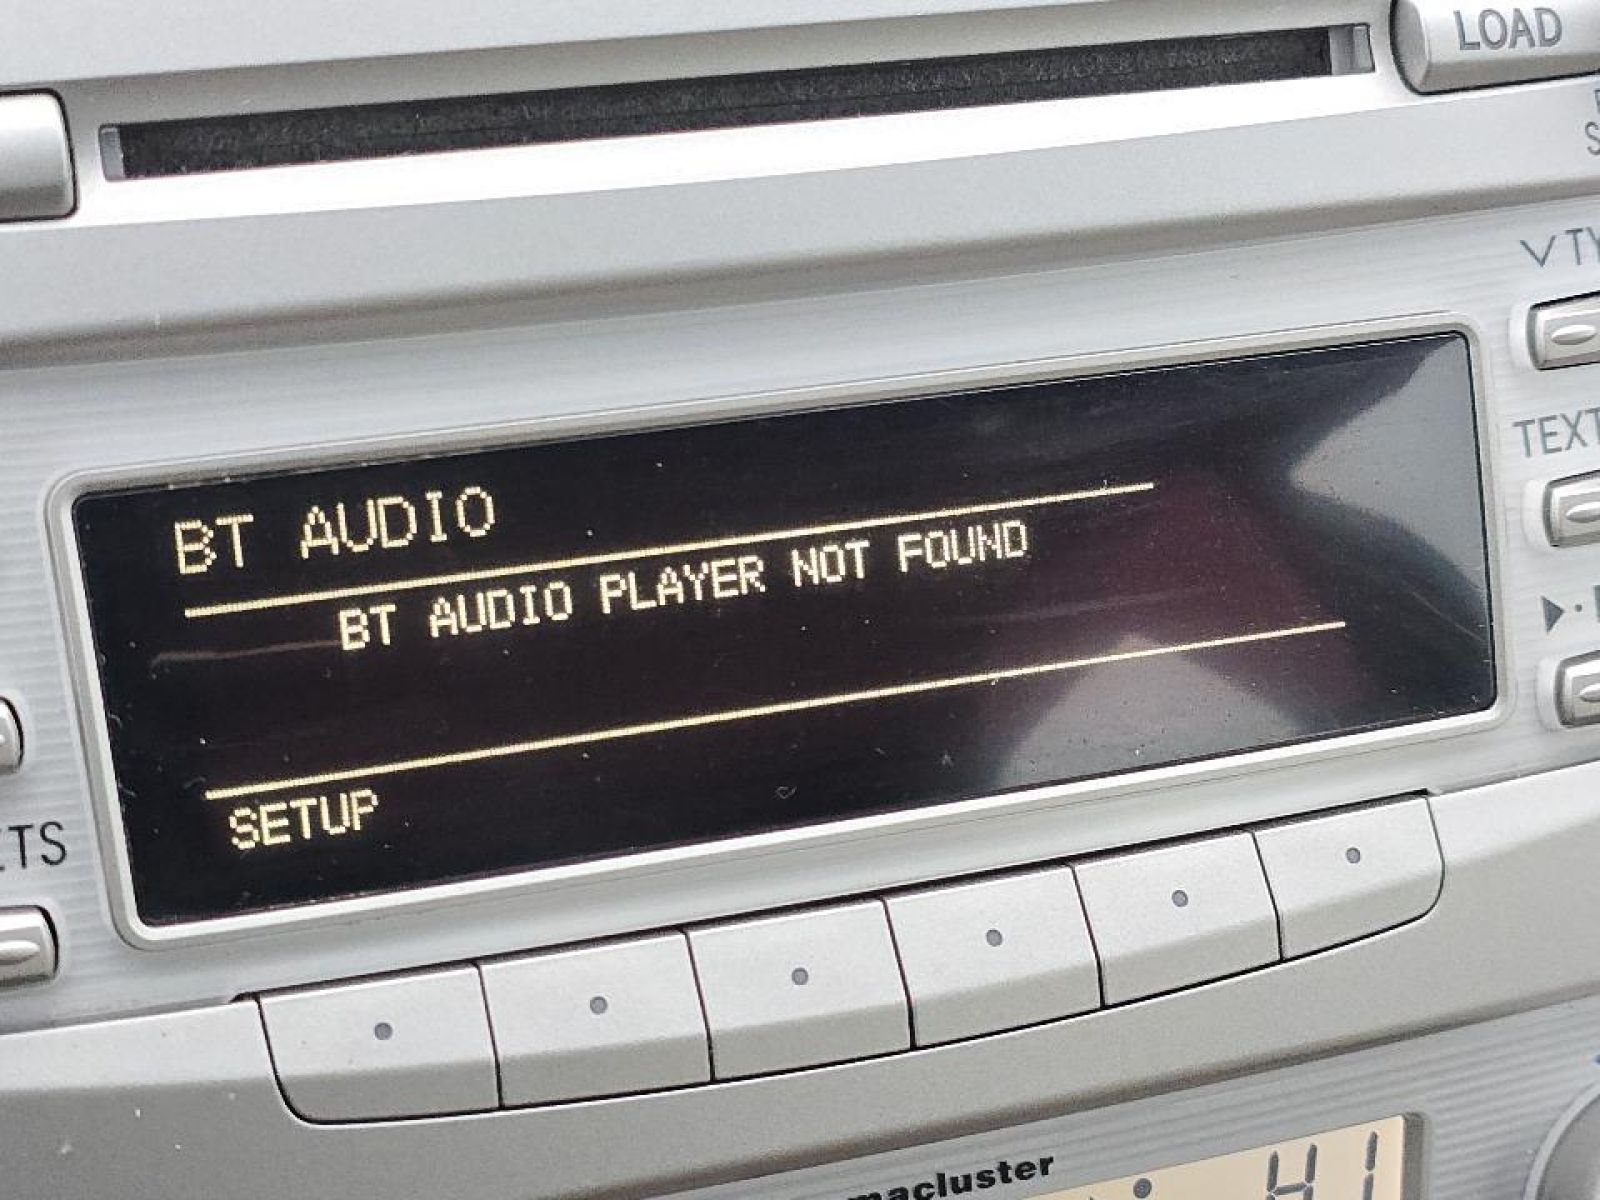 LOAD
TEXT
BT AUDIO
BT AUDIO PLAYER NOT FOUND
SETUP